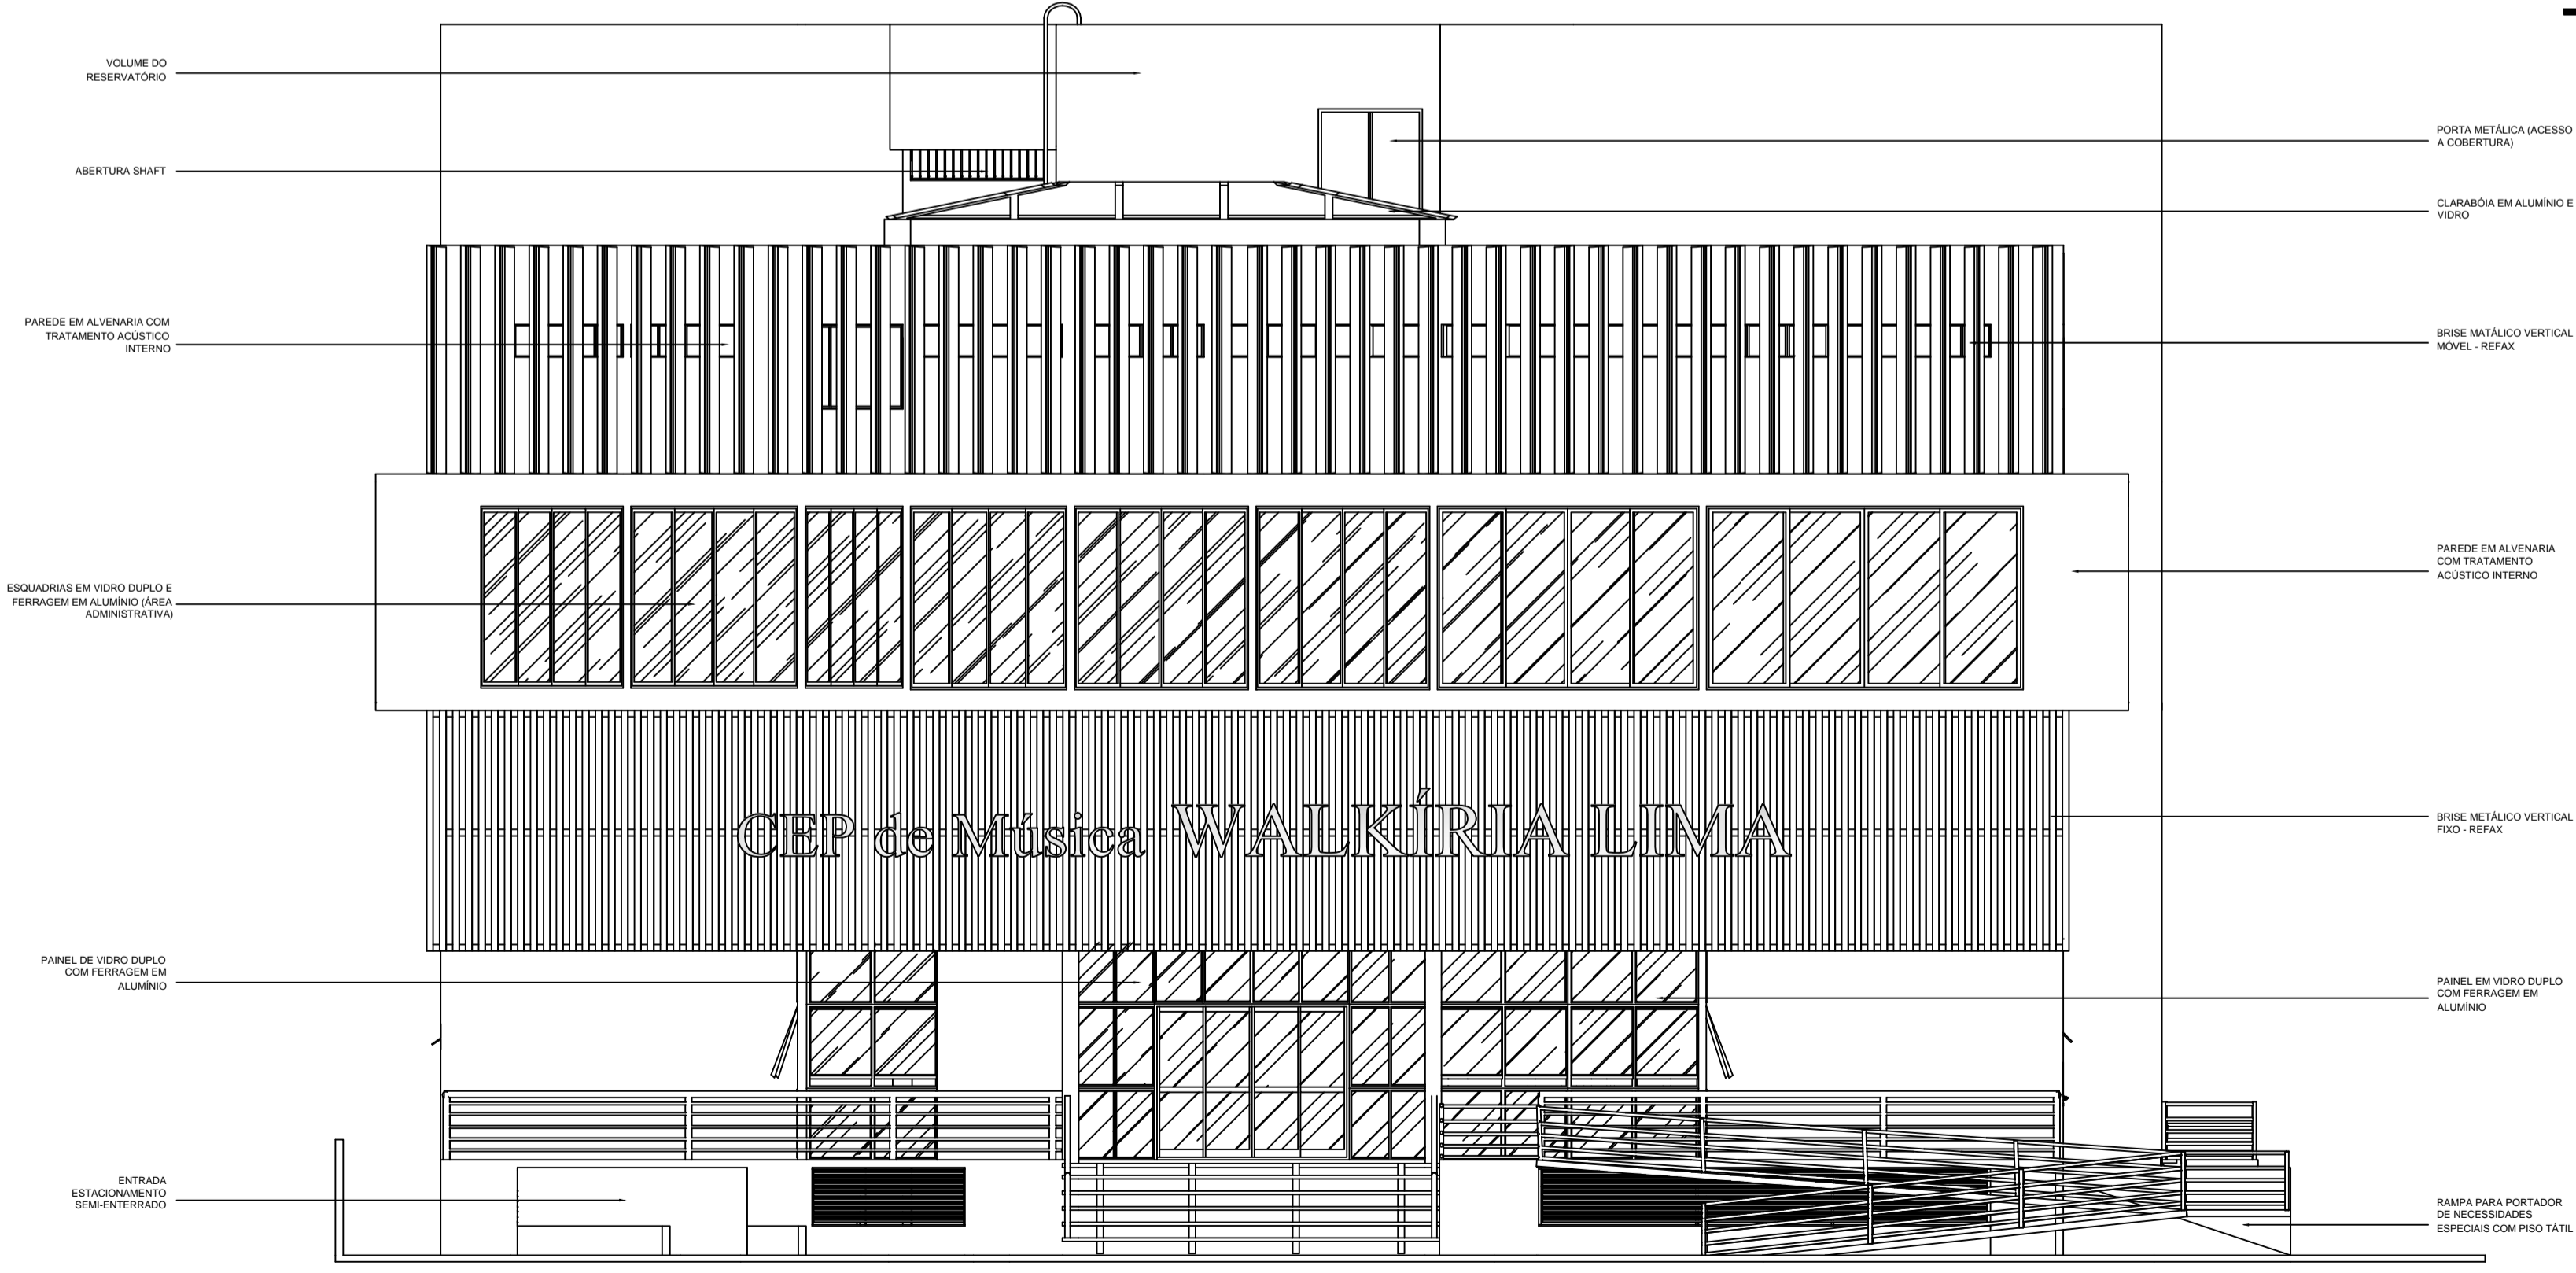 VOLUME DO
RESERVATÓRIO
ABERTURA SHAFT
PAREDE EM ALVENARIA COM
TRATAMENTO ACÚSTICO
INTERNO
ESQUADRIAS EM VIDRO DUPLO E
FERRAGEM EM ALUMÍNIO (ÁREA
ADMINISTRATIVA)
PAINEL DE VIDRO DUPLO
COM FERRAGEM EM
ALUMÍNIO
ENTRADA
ESTACIONAMENTO
SEMI-ENTERRADO
CEP de Música WALKÍRIA LIMA
PORTA METÁLICA (ACESSO
A COBERTURA)
CLARABÓIA EM ALUMÍNIO E
VIDRO
BRISE MATÁLICO VERTICAL
MÓVEL - REFAX
PAREDE EM ALVENARIA
COM TRATAMENTO
ACÚSTICO INTERNO
BRISE METÁLICO VERTICAL
FIXO - REFAX
PAINEL EM VIDRO DUPLO
COM FERRAGEM EM
ALUMÍNIO
RAMPA PARA PORTADOR
DE NECESSIDADES
ESPECIAIS COM PISO TÁTIL